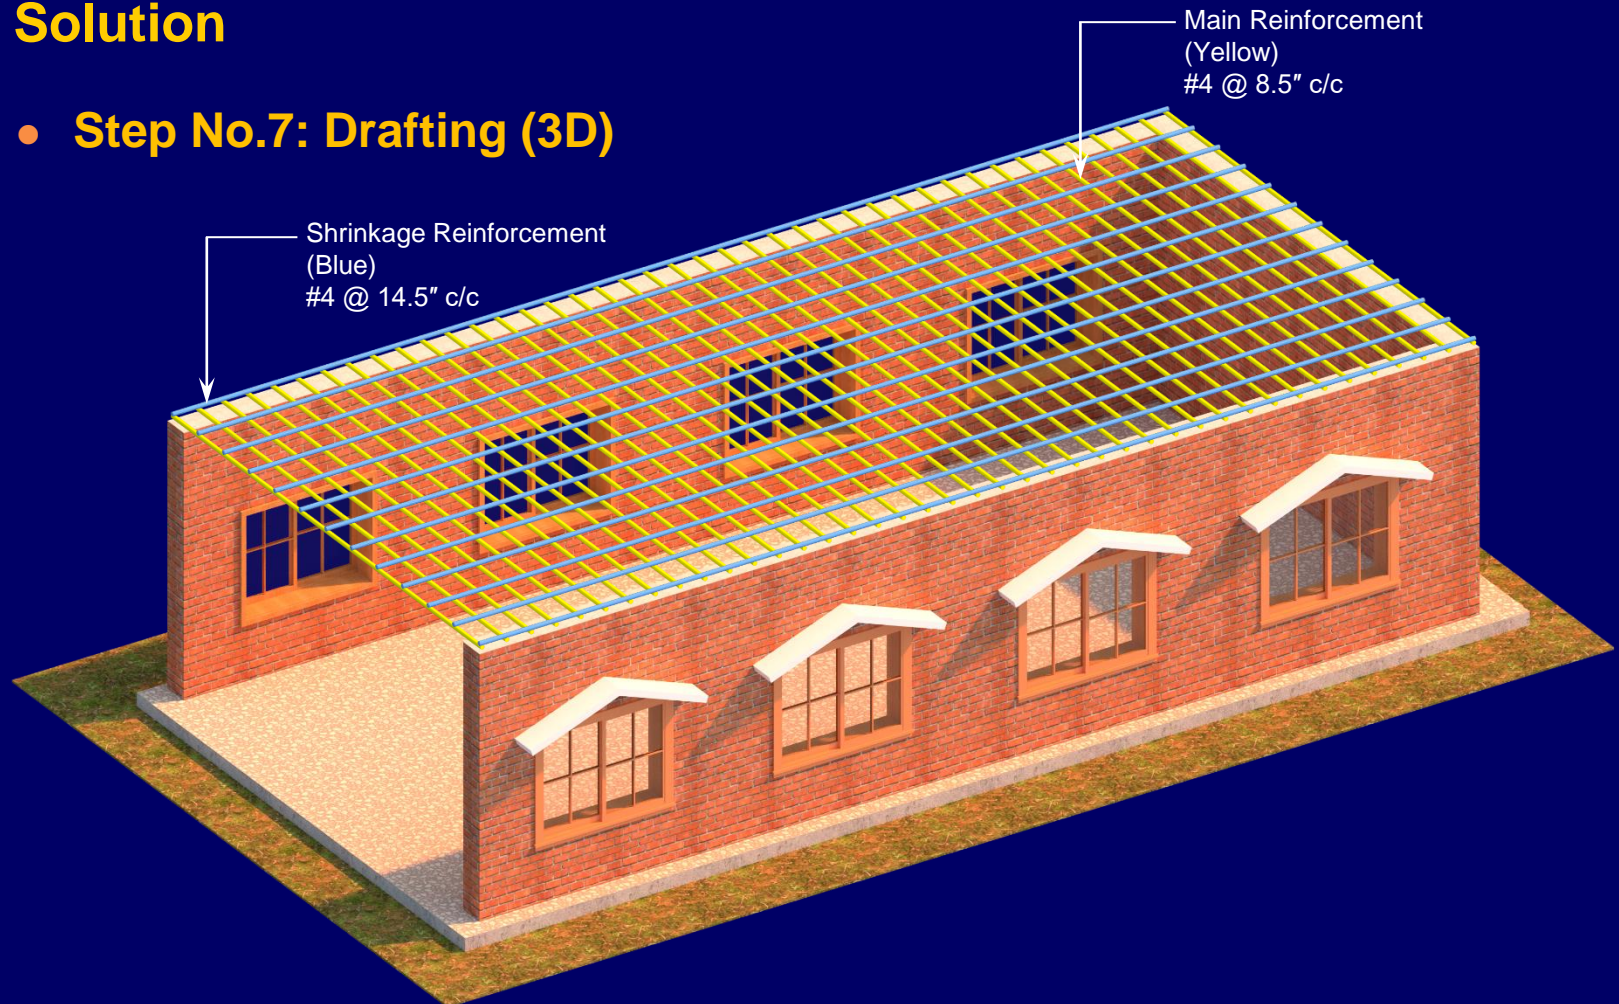 Solution
• Step No.7: Drafting (3D)
Main Reinforcement
(Yellow)
#4 @ 8.5″ c/c
Shrinkage Reinforcement
(Blue)
#4 @ 14.5″ c/c